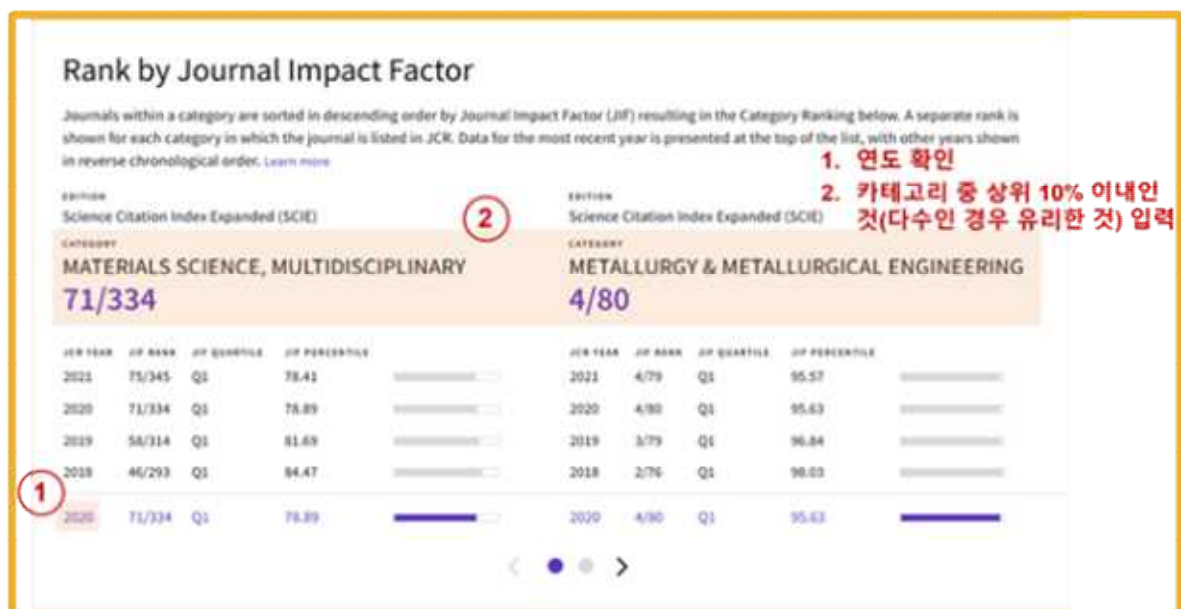 Rank by Journal Impact Factor
Journals within a category are sorted in descending order by Journal Impact Factor (JIF) resulting in the Category Ranking below. A separate rank is
shown for each category in which the journal is listed in JCR. Data for the most recent year is presented at the top of the list, with other years shown
in reverse chronological order. Learn more
1. 연도 확인
2. 카테고리 중 상위 10% 이내인
것(다수인 경우 유리한 것) 입력
EDITION
Science Citation Index Expanded (SCIE)
②
CATEGORY
MATERIALS SCIENCE, MULTIDISCIPLINARY
71/334
JCR YEAR JIF RANK JIF QUARTILE JIF PERCENTILE
2021 75/345 Q1 78.41
2020 71/334 Q1 78.89
2019 58/314 Q1 81.69
2018 46/293 Q1 84.47
①
2020 71/334 Q1 78.89
EDITION
Science Citation Index Expanded (SCIE)
CATEGORY
METALLURGY & METALLURGICAL ENGINEERING
4/80
JCR YEAR JIF RANK JIF QUARTILE JIF PERCENTILE
2021 4/79 Q1 95.57
2020 4/80 Q1 95.63
2019 3/79 Q1 96.84
2018 2/76 Q1 98.03
2020 4/80 Q1 95.63